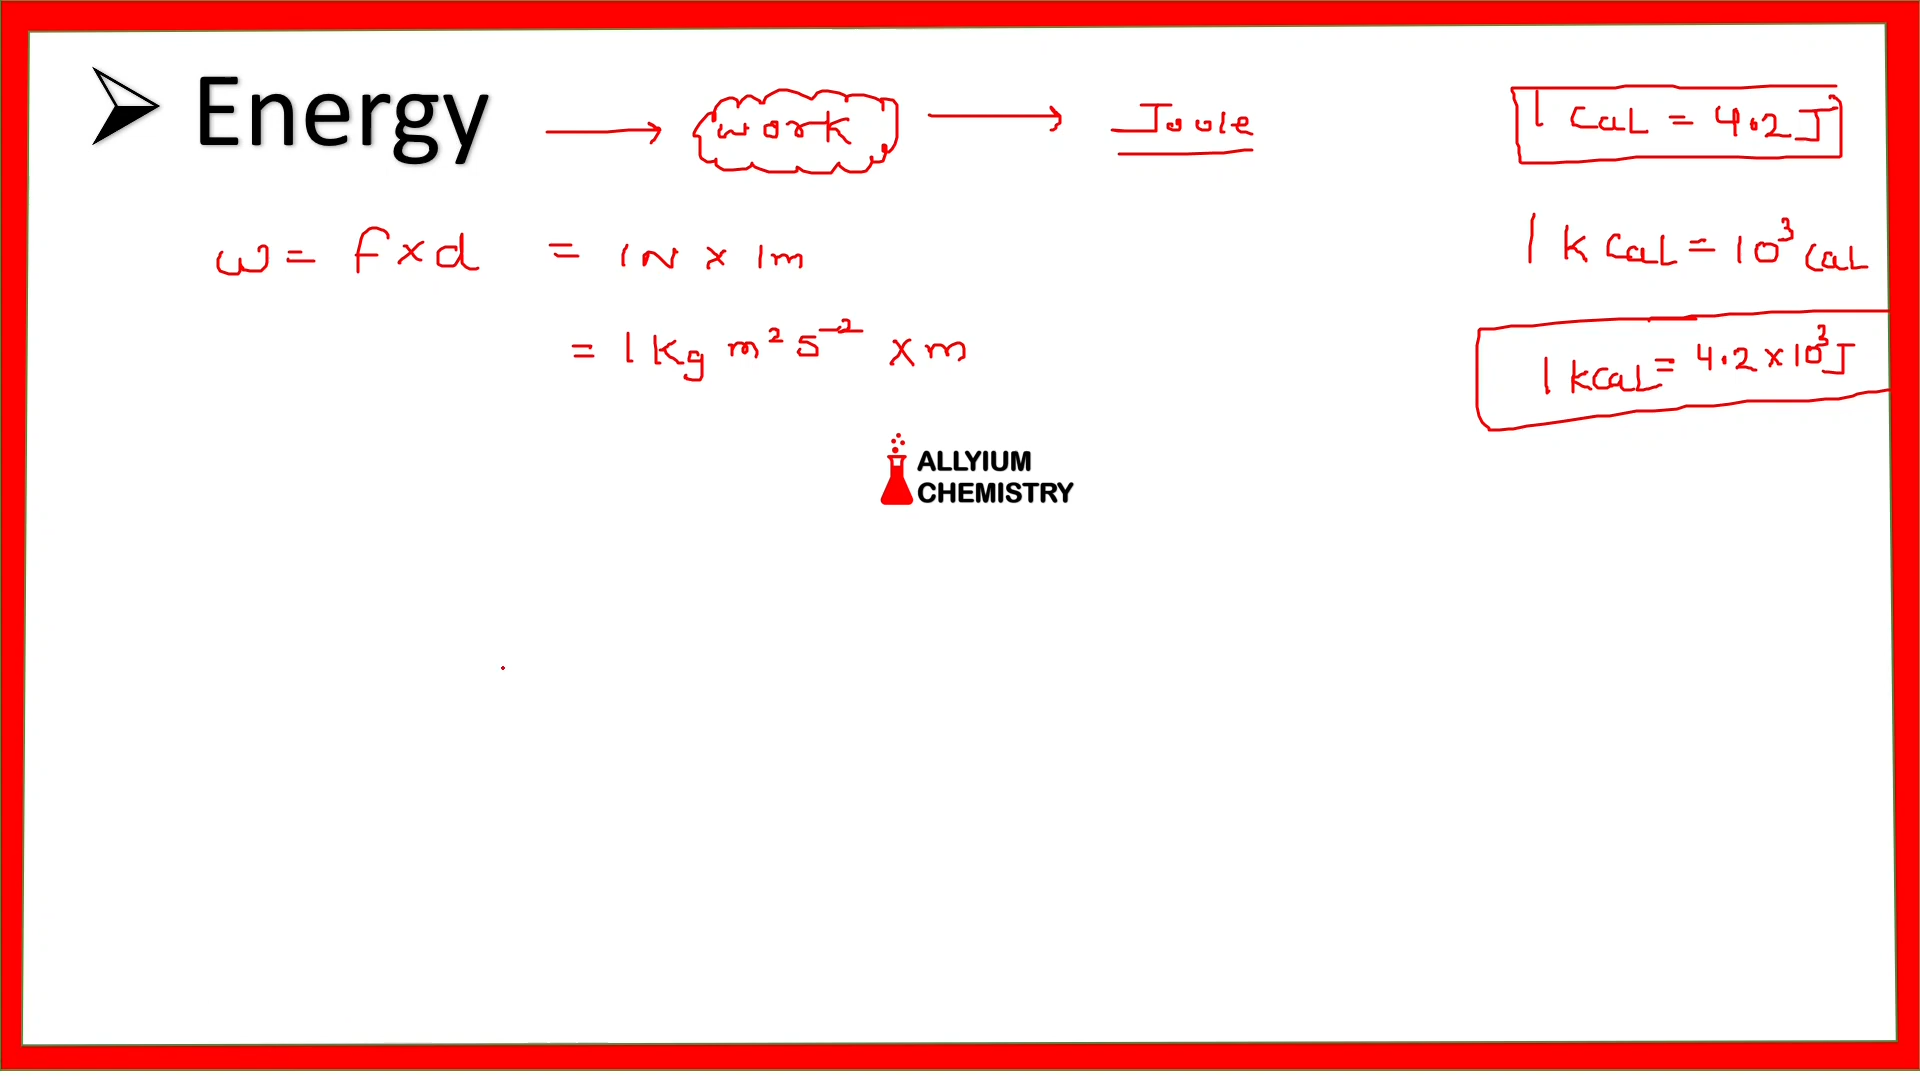 Energy → work → Joule
1 Cal = 4.2 J
w = f x d = 1N x 1m
1 k Cal = 10³ Cal
= 1 Kg m² s⁻² x m
1 kcal = 4.2 x 10³ J
ALLYIUM
CHEMISTRY